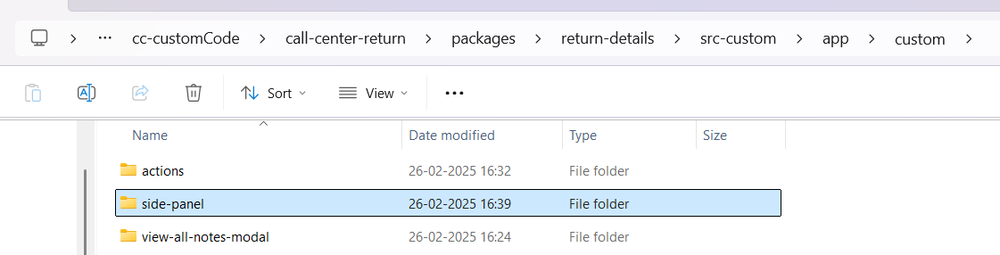 ··· cc-customCode > call-center-return > packages > return-details > src-custom > app > custom >
Sort View ···
Name Date modified Type Size
actions 26-02-2025 16:32 File folder
side-panel 26-02-2025 16:39 File folder
view-all-notes-modal 26-02-2025 16:24 File folder